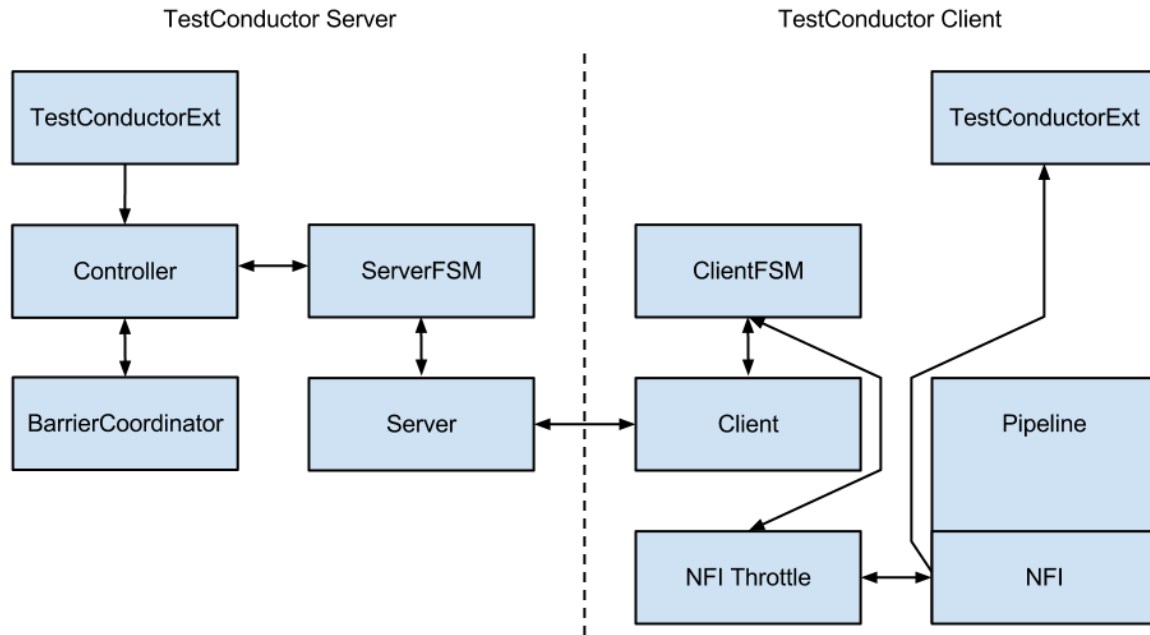 TestConductor Server
TestConductor Client
TestConductorExt
TestConductorExt
Controller
ServerFSM
ClientFSM
BarrierCoordinator
Server
Client
Pipeline
NFI Throttle
NFI